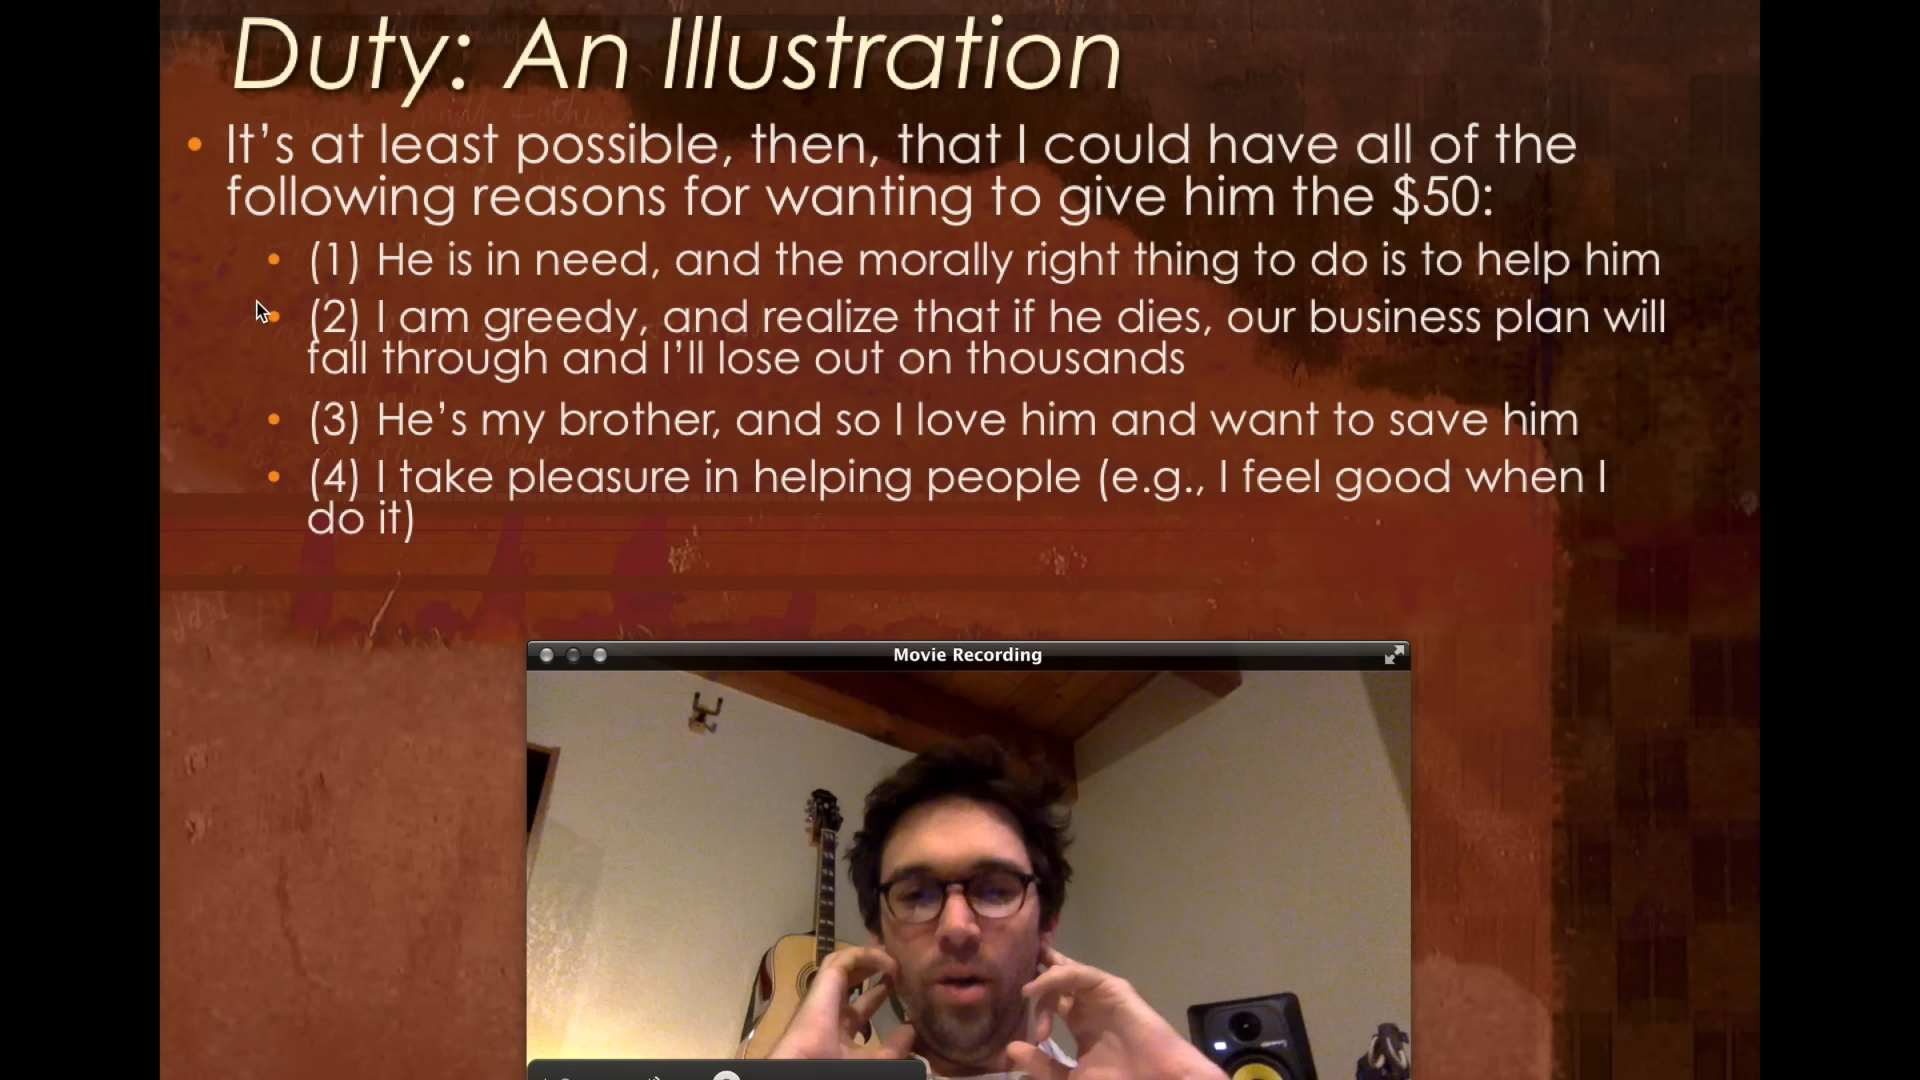 Duty: An Illustration
• It's at least possible, then, that I could have all of the
following reasons for wanting to give him the $50:
• (1) He is in need, and the morally right thing to do is to help him
• (2) I am greedy, and realize that if he dies, our business plan will
fall through and I'll lose out on thousands
• (3) He's my brother, and so I love him and want to save him
• (4) I take pleasure in helping people (e.g., I feel good when I
do it)
Movie Recording